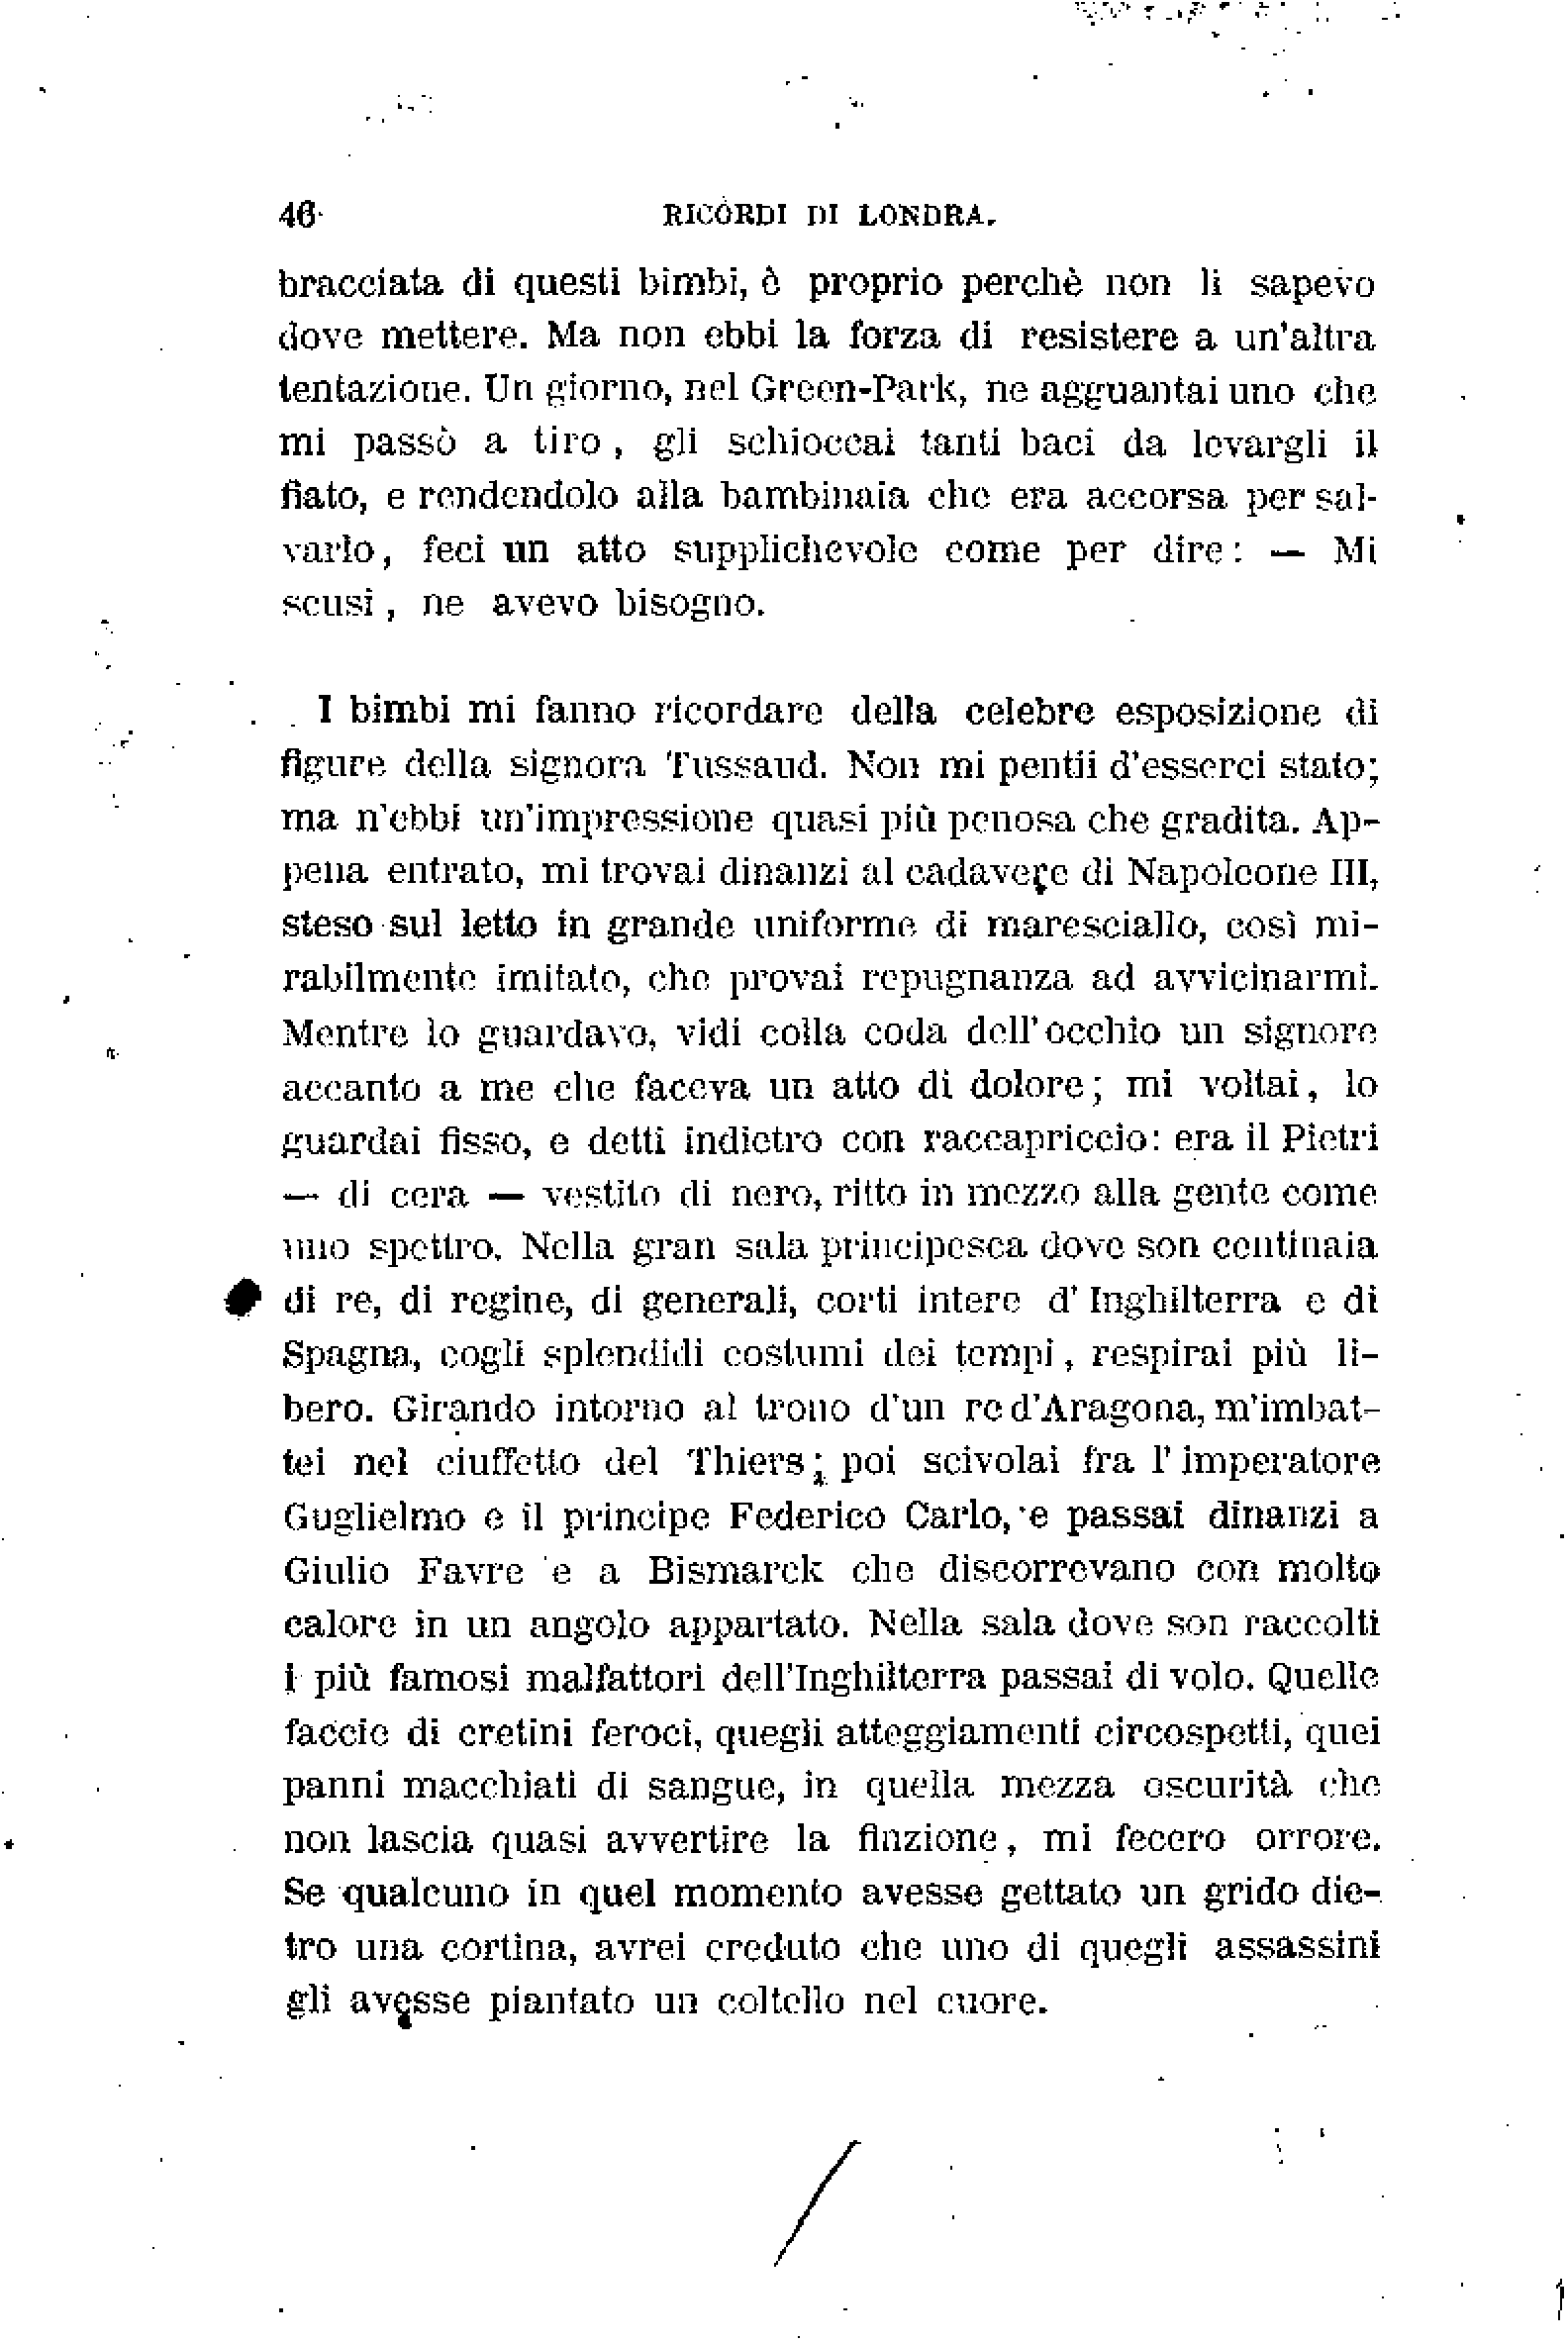 46 RICORDI DI LONDRA.
bracciata di questi bimbi, è proprio perchè non li sapevo
dove mettere. Ma non ebbi la forza di resistere a un'altra
tentazione. Un giorno, nel Green-Park, ne agguantai uno che
mi passò a tiro, gli schioccai tanti baci da levargli il
fiato, e rendendolo alla bambinaia che era accorsa per sal-
varlo, feci un atto supplichevole come per dire: — Mi
scusi, ne avevo bisogno.
I bimbi mi fanno ricordare della celebre esposizione di
figure della signora Tussaud. Non mi pentii d'esserci stato;
ma n'ebbi un'impressione quasi più penosa che gradita. Ap-
pena entrato, mi trovai dinanzi al cadavere di Napoleone III,
steso sul letto in grande uniforme di maresciallo, così mi-
rabilmente imitato, che provai repugnanza ad avvicinarmi.
Mentre lo guardavo, vidi colla coda dell'occhio un signore
accanto a me che faceva un atto di dolore; mi voltai, lo
guardai fisso, e detti indietro con raccapriccio: era il Pietri
— di cera — vestito di nero, ritto in mezzo alla gente come
uno spettro. Nella gran sala principesca dove son centinaia
di re, di regine, di generali, corti intere d'Inghilterra e di
Spagna, cogli splendidi costumi dei tempi, respirai più li-
bero. Girando intorno al trono d'un re d'Aragona, m'imbat-
tei nel ciuffetto del Thiers; poi scivolai fra l'imperatore
Guglielmo e il principe Federico Carlo, e passai dinanzi a
Giulio Favre e a Bismarck che discorrevano con molto
calore in un angolo appartato. Nella sala dove son raccolti
i più famosi malfattori dell'Inghilterra passai di volo. Quelle
faccie di cretini feroci, quegli atteggiamenti circospetti, quei
panni macchiati di sangue, in quella mezza oscurità che
non lascia quasi avvertire la finzione, mi fecero orrore.
Se qualcuno in quel momento avesse gettato un grido die-
tro una cortina, avrei creduto che uno di quegli assassini
gli avesse piantato un coltello nel cuore.